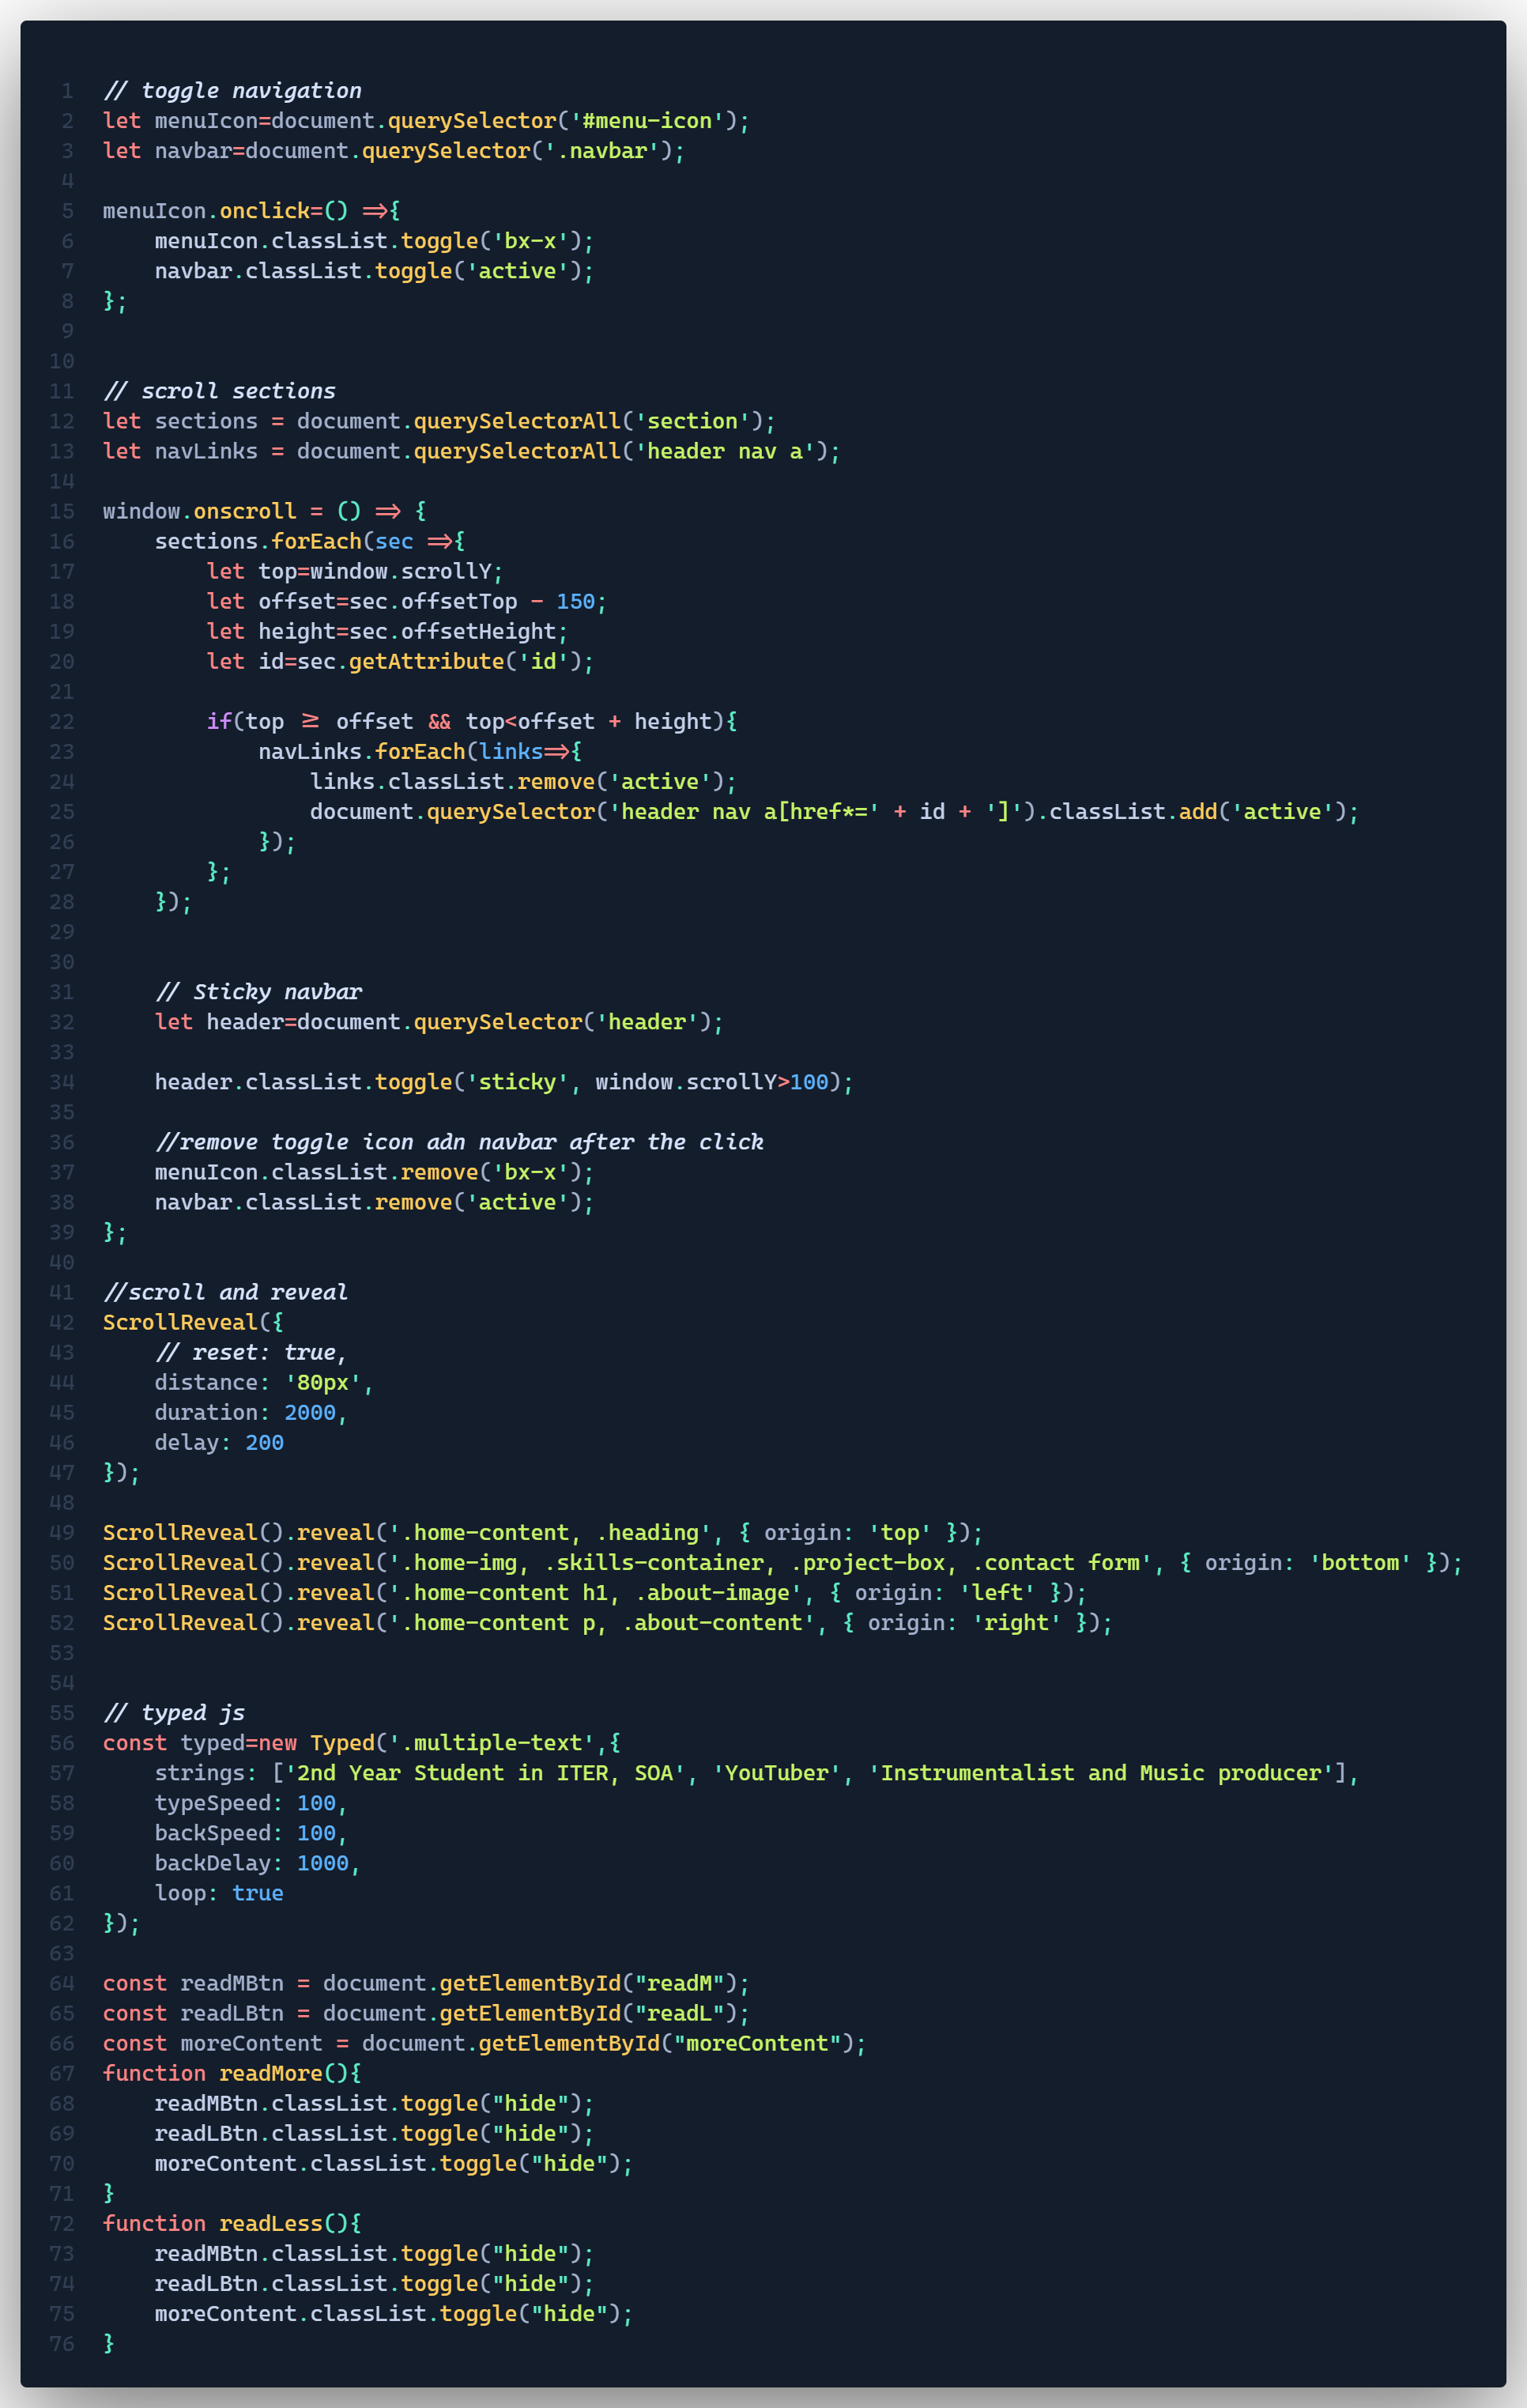 1 // toggle navigation
2 let menuIcon=document.querySelector('#menu-icon');
3 let navbar=document.querySelector('.navbar');
4
5 menuIcon.onclick=() =>{
6     menuIcon.classList.toggle('bx-x');
7     navbar.classList.toggle('active');
8 };
9
10
11 // scroll sections
12 let sections = document.querySelectorAll('section');
13 let navLinks = document.querySelectorAll('header nav a');
14
15 window.onscroll = () => {
16     sections.forEach(sec =>{
17         let top=window.scrollY;
18         let offset=sec.offsetTop - 150;
19         let height=sec.offsetHeight;
20         let id=sec.getAttribute('id');
21
22         if(top >= offset && top<offset + height){
23             navLinks.forEach(links=>{
24                 links.classList.remove('active');
25                 document.querySelector('header nav a[href*=' + id + ']').classList.add('active');
26             });
27         };
28     });
29
30
31     // Sticky navbar
32     let header=document.querySelector('header');
33
34     header.classList.toggle('sticky', window.scrollY>100);
35
36     //remove toggle icon adn navbar after the click
37     menuIcon.classList.remove('bx-x');
38     navbar.classList.remove('active');
39 };
40
41 //scroll and reveal
42 ScrollReveal({
43     // reset: true,
44     distance: '80px',
45     duration: 2000,
46     delay: 200
47 });
48
49 ScrollReveal().reveal('.home-content, .heading', { origin: 'top' });
50 ScrollReveal().reveal('.home-img, .skills-container, .project-box, .contact form', { origin: 'bottom' });
51 ScrollReveal().reveal('.home-content h1, .about-image', { origin: 'left' });
52 ScrollReveal().reveal('.home-content p, .about-content', { origin: 'right' });
53
54
55 // typed js
56 const typed=new Typed('.multiple-text',{
57     strings: ['2nd Year Student in ITER, SOA', 'YouTuber', 'Instrumentalist and Music producer'],
58     typeSpeed: 100,
59     backSpeed: 100,
60     backDelay: 1000,
61     loop: true
62 });
63
64 const readMBtn = document.getElementById("readM");
65 const readLBtn = document.getElementById("readL");
66 const moreContent = document.getElementById("moreContent");
67 function readMore(){
68     readMBtn.classList.toggle("hide");
69     readLBtn.classList.toggle("hide");
70     moreContent.classList.toggle("hide");
71 }
72 function readLess(){
73     readMBtn.classList.toggle("hide");
74     readLBtn.classList.toggle("hide");
75     moreContent.classList.toggle("hide");
76 }